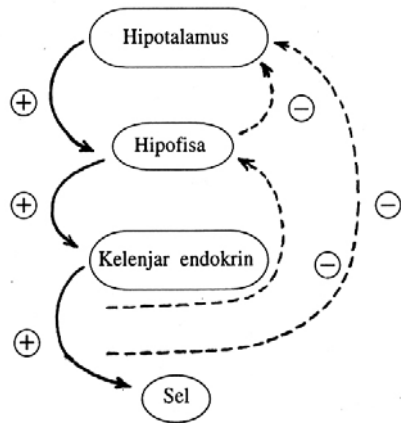 Hipotalamus
+
−
Hipofisa
+
−
Kelenjar endokrin
−
+
Sel